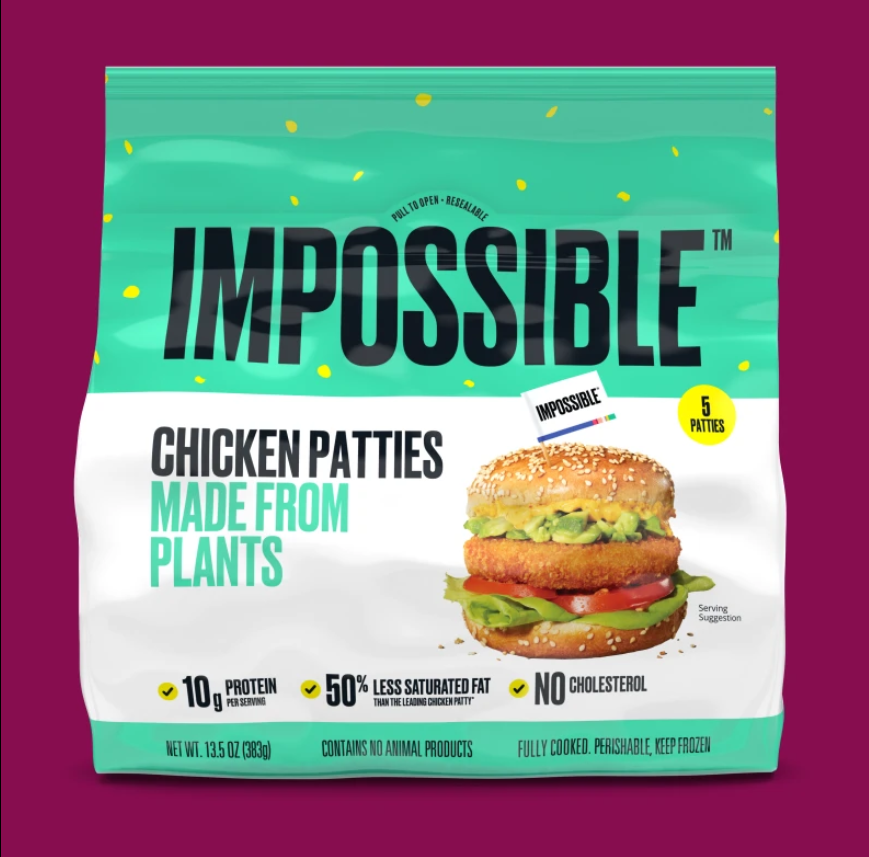 PULL TO OPEN • RESEALABLE
IMPOSSIBLE™
IMPOSSIBLE™
5
PATTIES
CHICKEN PATTIES
MADE FROM
PLANTS
Serving
Suggestion
10g PROTEIN
PER SERVING
50% LESS SATURATED FAT
THAN THE LEADING CHICKEN PATTY*
NO CHOLESTEROL
NET WT. 13.5 OZ (383g)
CONTAINS NO ANIMAL PRODUCTS
FULLY COOKED. PERISHABLE, KEEP FROZEN